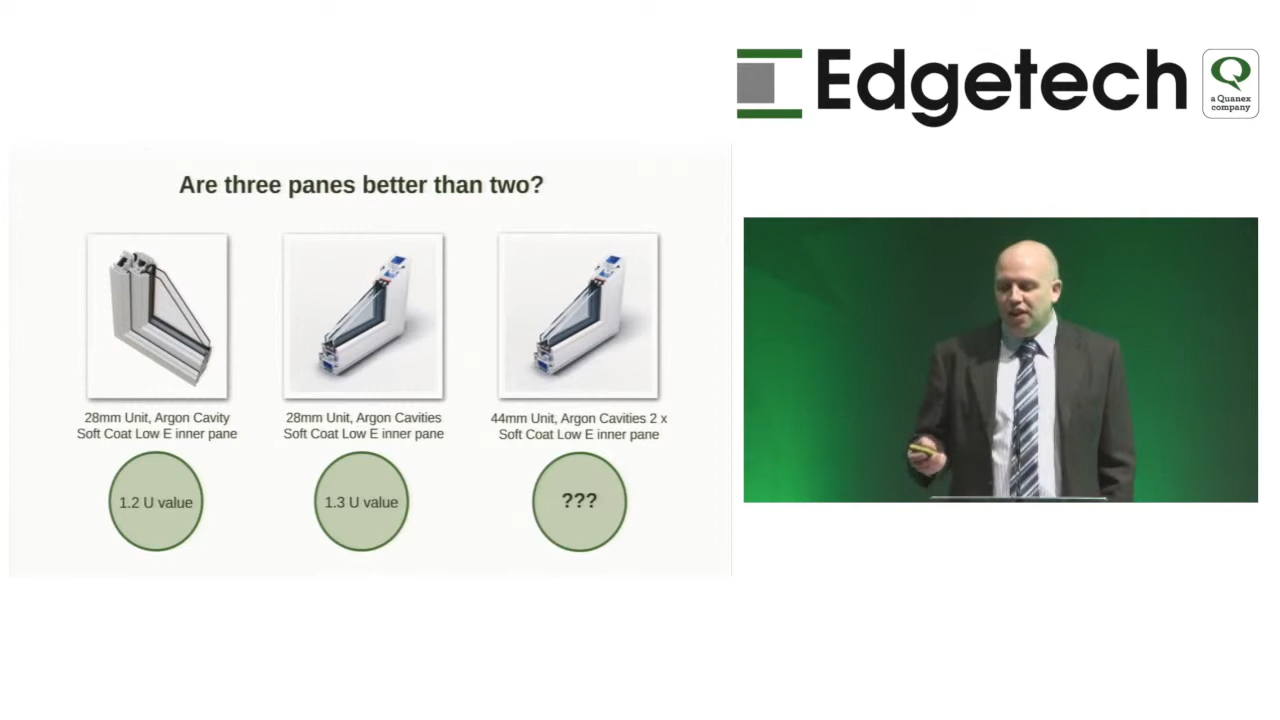 Edgetech
a Quanex
company
Are three panes better than two?
28mm Unit, Argon Cavity
Soft Coat Low E inner pane
28mm Unit, Argon Cavities
Soft Coat Low E inner pane
44mm Unit, Argon Cavities 2 x
Soft Coat Low E inner pane
1.2 U value
1.3 U value
???